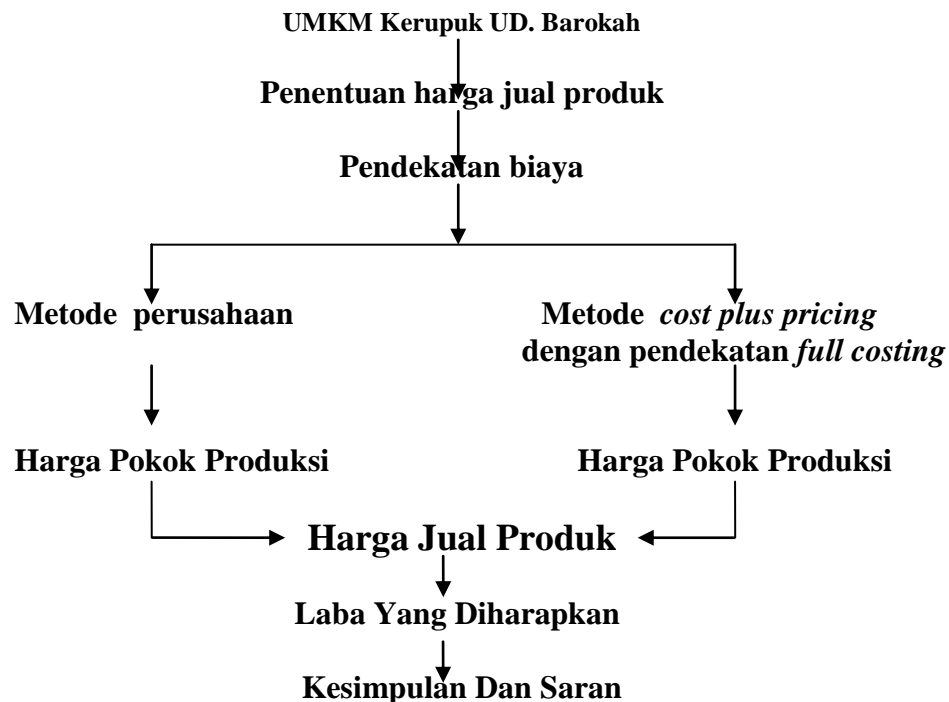 UMKM Kerupuk UD. Barokah
Penentuan harga jual produk
Pendekatan biaya
Metode perusahaan
Metode cost plus pricing
dengan pendekatan full costing
Harga Pokok Produksi
Harga Pokok Produksi
Harga Jual Produk
Laba Yang Diharapkan
Kesimpulan Dan Saran